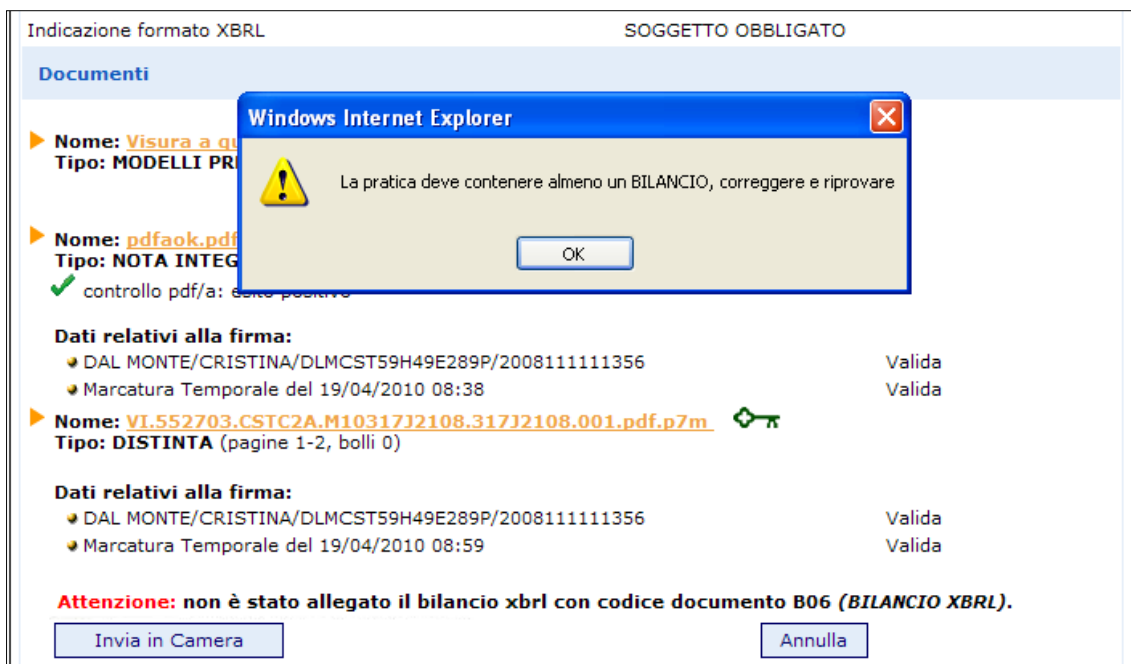 Indicazione formato XBRL SOGGETTO OBBLIGATO
Documenti
Windows Internet Explorer
La pratica deve contenere almeno un BILANCIO, correggere e riprovare
OK
Nome: Visura a qu
Tipo: MODELLI PRE
Nome: pdfaok.pdf
Tipo: NOTA INTEG
controllo pdf/a: esito positivo
Dati relativi alla firma:
DAL MONTE/CRISTINA/DLMCST59H49E289P/2008111111356 Valida
Marcatura Temporale del 19/04/2010 08:38 Valida
Nome: VI.552703.CSTC2A.M10317J2108.317J2108.001.pdf.p7m
Tipo: DISTINTA (pagine 1-2, bolli 0)
Dati relativi alla firma:
DAL MONTE/CRISTINA/DLMCST59H49E289P/2008111111356 Valida
Marcatura Temporale del 19/04/2010 08:59 Valida
Attenzione: non è stato allegato il bilancio xbrl con codice documento B06 (BILANCIO XBRL).
Invia in Camera Annulla